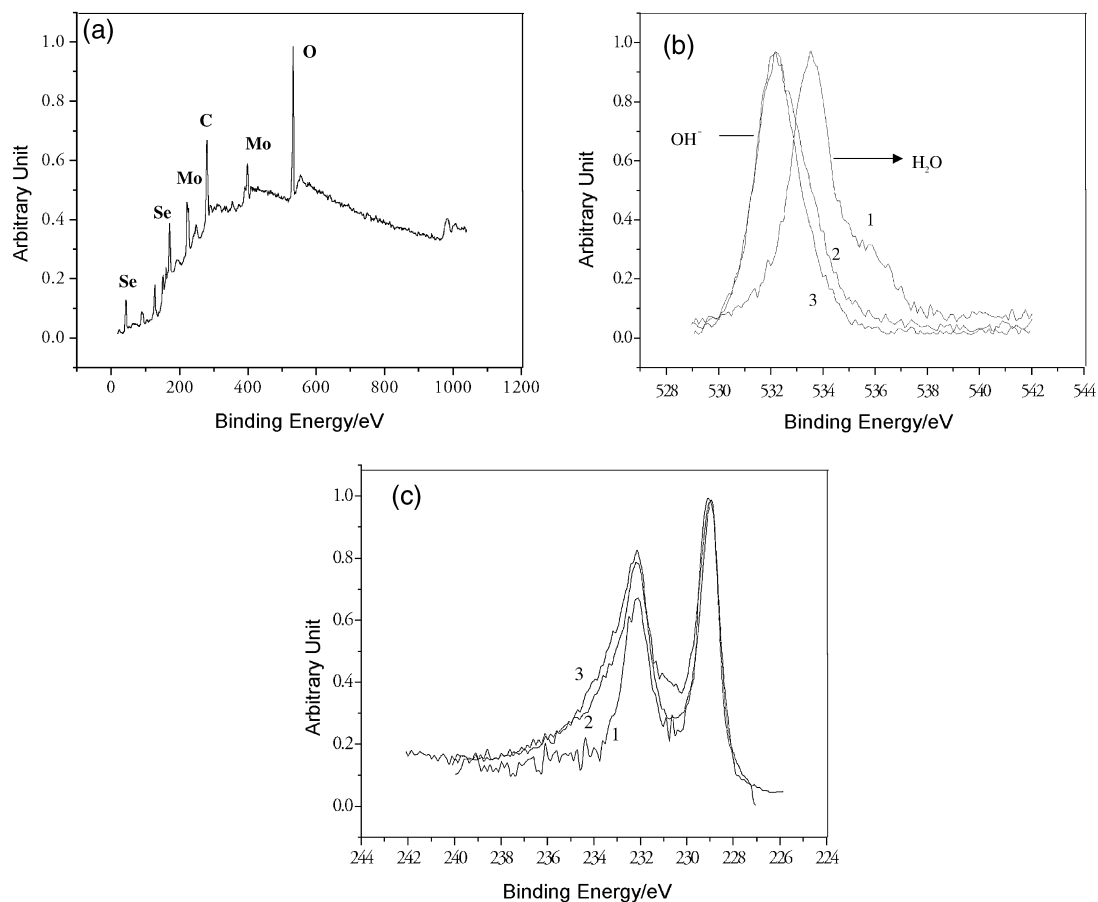 (a)
1.0
0.8
0.6
0.4
0.2
0.0
Arbitrary Unit
O
C
Mo
Mo
Se
Se
0 200 400 600 800 1000 1200
Binding Energy/eV
(b)
1.0
0.8
0.6
0.4
0.2
0.0
Arbitrary Unit
OH⁻
H₂O
1
2
3
528 530 532 534 536 538 540 542 544
Binding Energy/eV
(c)
1.0
0.8
0.6
0.4
0.2
0.0
Arbitrary Unit
3
2
1
244 242 240 238 236 234 232 230 228 226 224
Binding Energy/eV